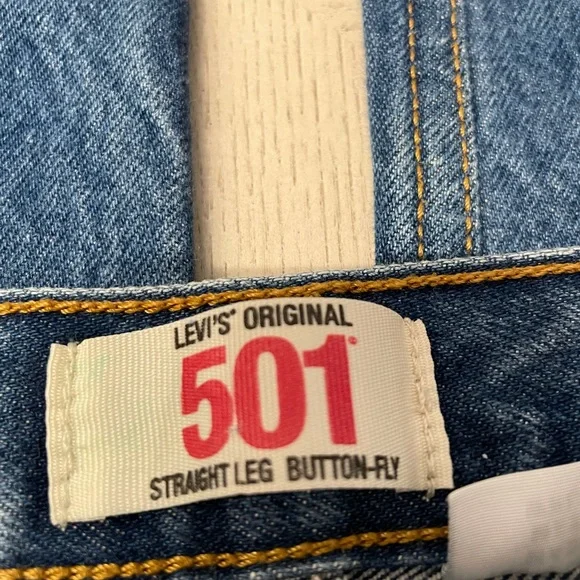 LEVI'S® ORIGINAL
501®
STRAIGHT LEG BUTTON-FLY